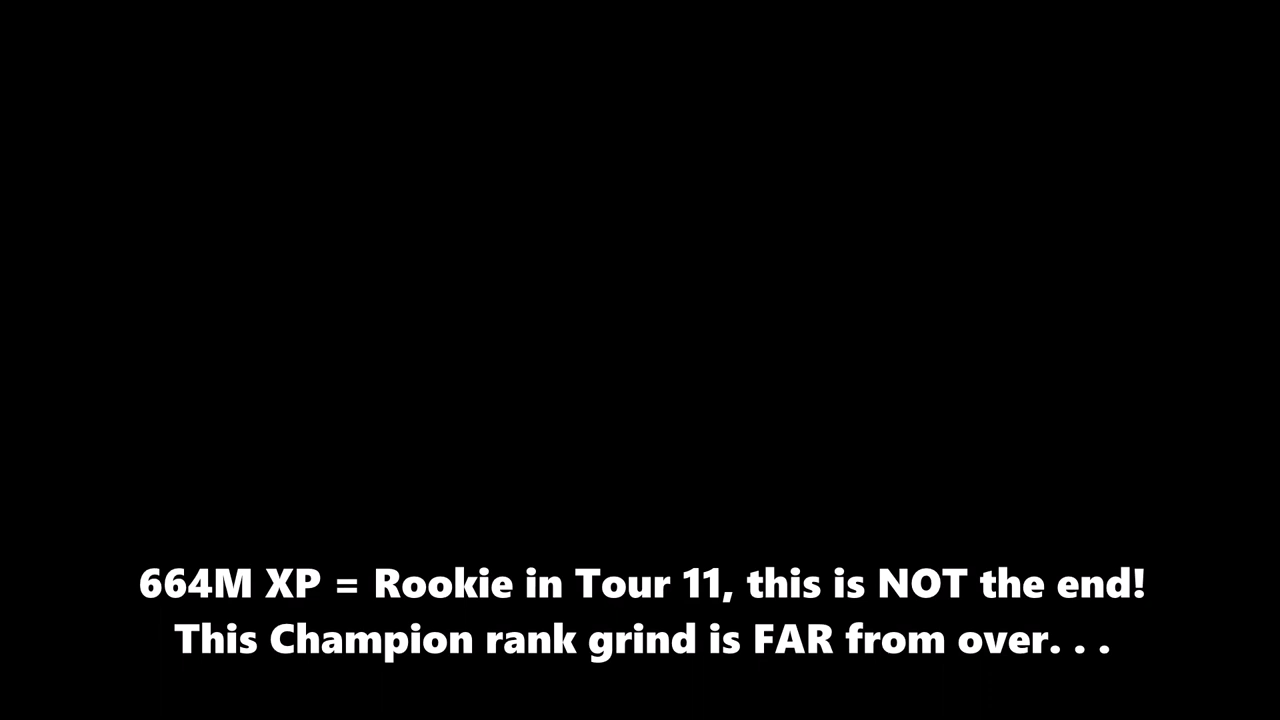 664M XP = Rookie in Tour 11, this is NOT the end!
This Champion rank grind is FAR from over. . .